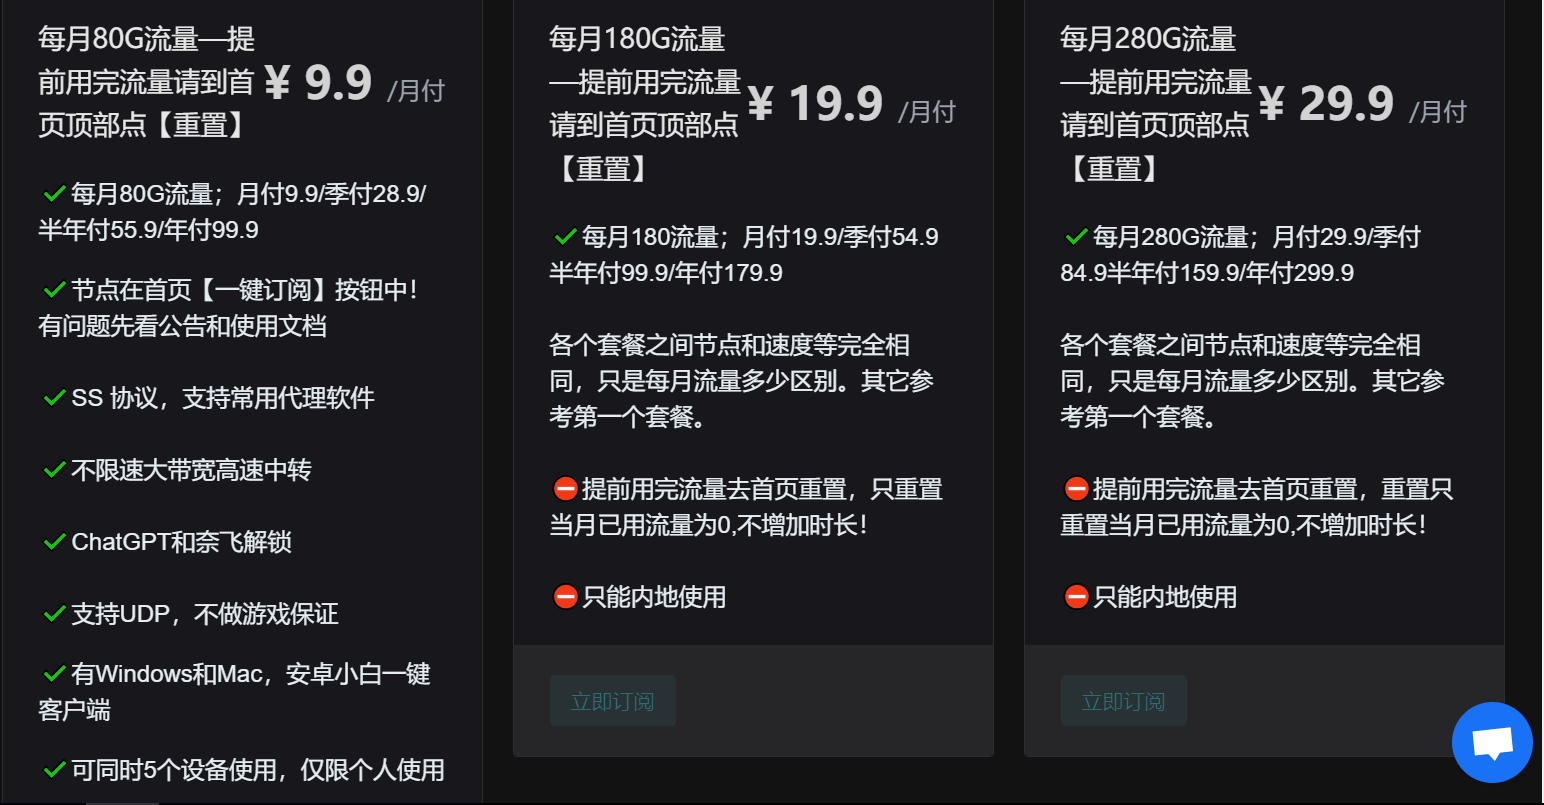 每月80G流量—提
前用完流量请到首
页顶部点【重置】
¥ 9.9 /月付
✔每月80G流量；月付9.9/季付28.9/
半年付55.9/年付99.9
✔节点在首页【一键订阅】按钮中！
有问题先看公告和使用文档
✔SS 协议，支持常用代理软件
✔不限速大带宽高速中转
✔ChatGPT和奈飞解锁
✔支持UDP，不做游戏保证
✔有Windows和Mac，安卓小白一键
客户端
✔可同时5个设备使用，仅限个人使用
每月180G流量
—提前用完流量
请到首页顶部点
【重置】
¥ 19.9 /月付
✔每月180流量；月付19.9/季付54.9
半年付99.9/年付179.9
各个套餐之间节点和速度等完全相
同，只是每月流量多少区别。其它参
考第一个套餐。
⛔提前用完流量去首页重置，只重置
当月已用流量为0,不增加时长！
⛔只能内地使用
立即订阅
每月280G流量
—提前用完流量
请到首页顶部点
【重置】
¥ 29.9 /月付
✔每月280G流量；月付29.9/季付
84.9半年付159.9/年付299.9
各个套餐之间节点和速度等完全相
同，只是每月流量多少区别。其它参
考第一个套餐。
⛔提前用完流量去首页重置，重置只
重置当月已用流量为0,不增加时长！
⛔只能内地使用
立即订阅